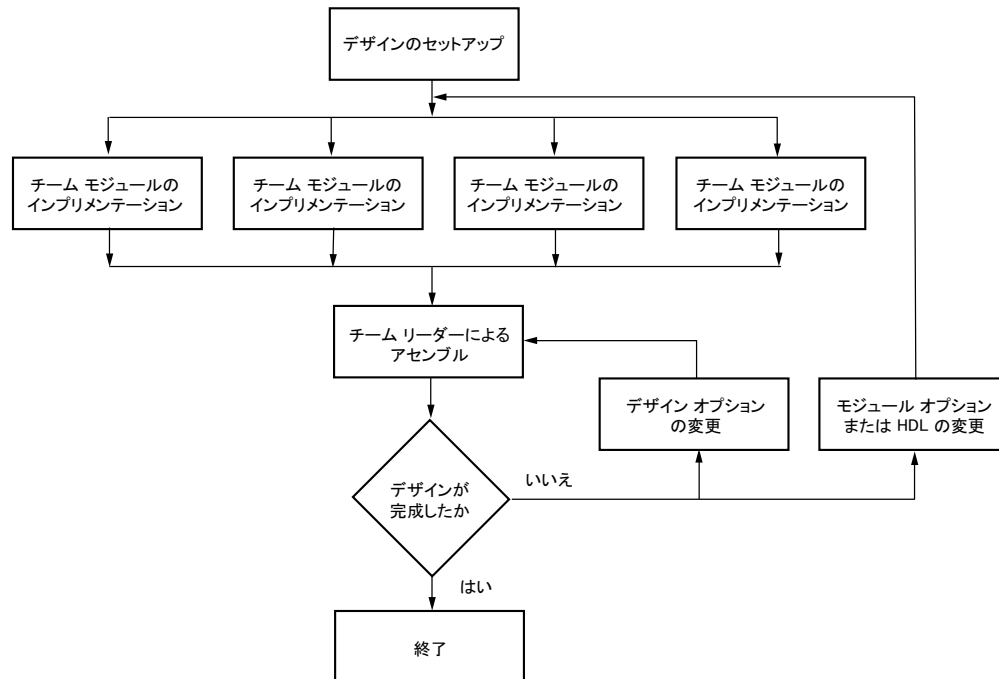 デザインのセットアップ
チーム モジュールの
インプリメンテーション
チーム モジュールの
インプリメンテーション
チーム モジュールの
インプリメンテーション
チーム モジュールの
インプリメンテーション
チーム リーダーによる
アセンブル
デザイン オプション
の変更
モジュール オプション
または HDL の変更
デザインが
完成したか
いいえ
はい
終了